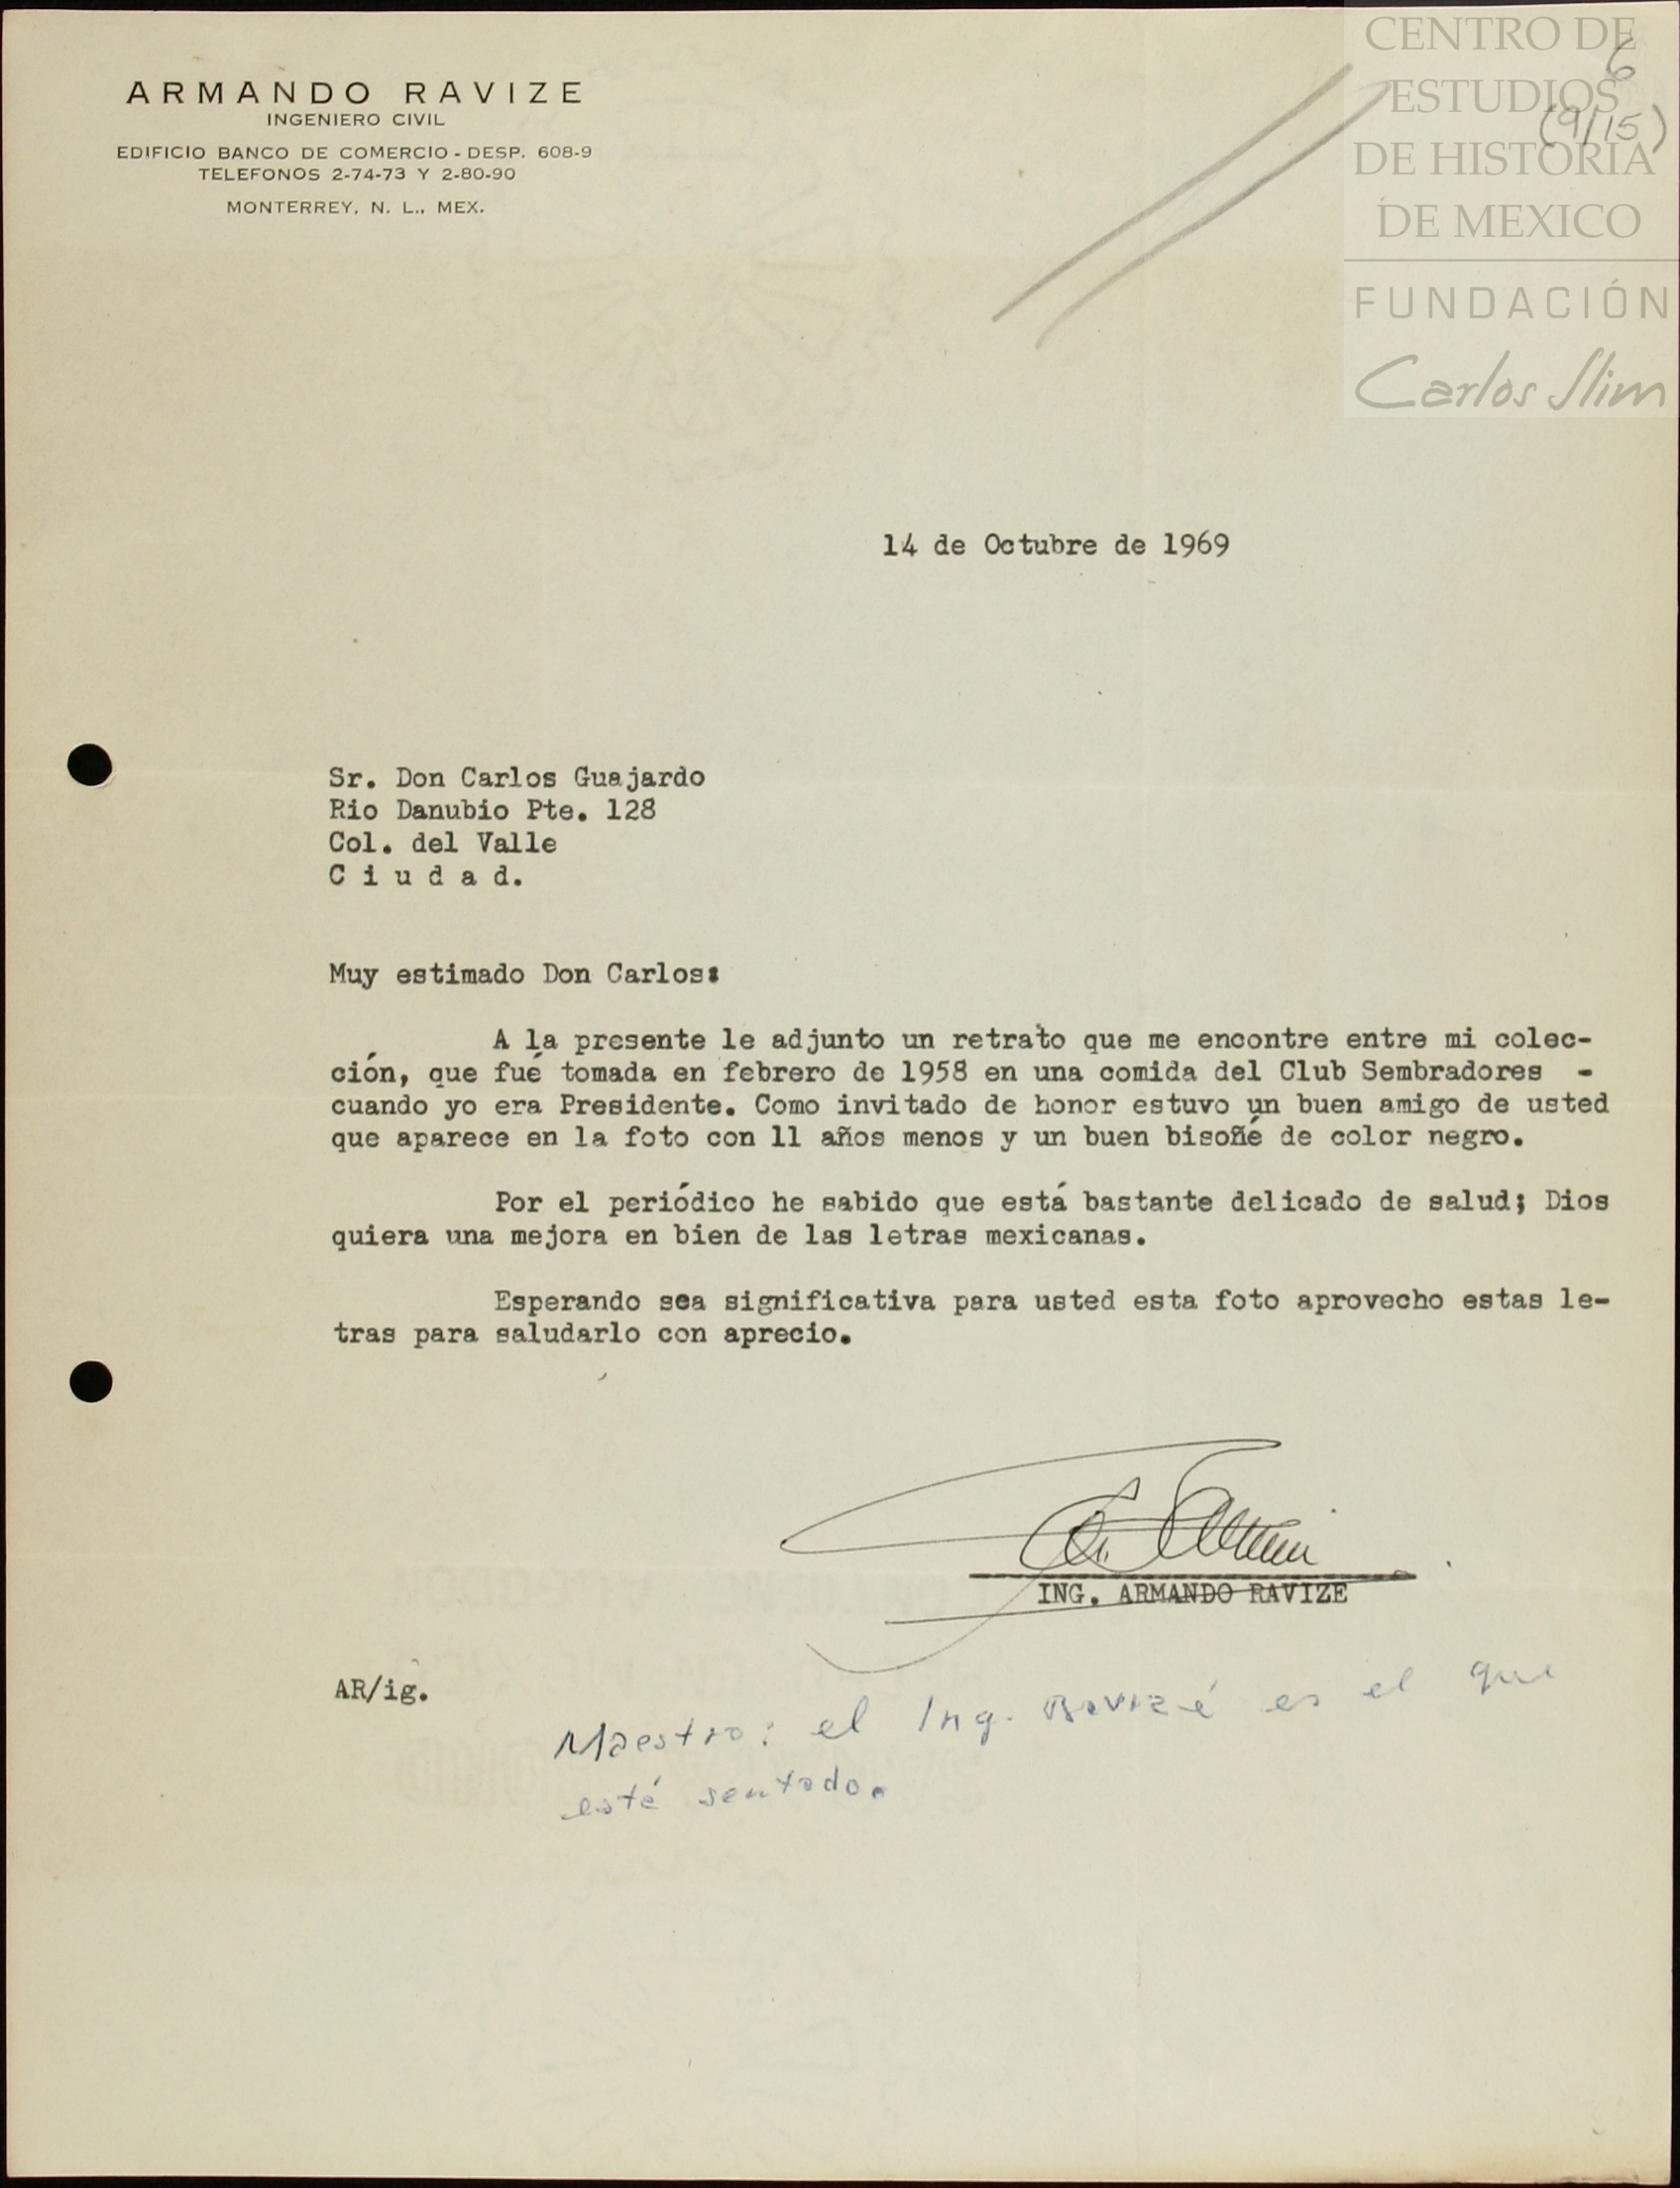 ARMANDO RAVIZE
INGENIERO CIVIL
EDIFICIO BANCO DE COMERCIO - DESP. 608-9
TELEFONOS 2-74-73 Y 2-80-90
MONTERREY, N. L., MEX.
CENTRO DE
ESTUDIOS
DE HISTORIA
DE MEXICO
FUNDACIÓN
Carlos Slim
6
(9/15)
14 de Octubre de 1969
Sr. Don Carlos Guajardo
Rio Danubio Pte. 128
Col. del Valle
C i u d a d.
Muy estimado Don Carlos:
A la presente le adjunto un retrato que me encontre entre mi colec-
ción, que fué tomada en febrero de 1958 en una comida del Club Sembradores -
cuando yo era Presidente. Como invitado de honor estuvo un buen amigo de usted
que aparece en la foto con 11 años menos y un buen bisoñé de color negro.
Por el periódico he sabido que está bastante delicado de salud; Dios
quiera una mejora en bien de las letras mexicanas.
Esperando sea significativa para usted esta foto aprovecho estas le-
tras para saludarlo con aprecio.
ING. ARMANDO RAVIZE
AR/ig.
Maestro: el Ing. Ravizé es el que
esté sentado.